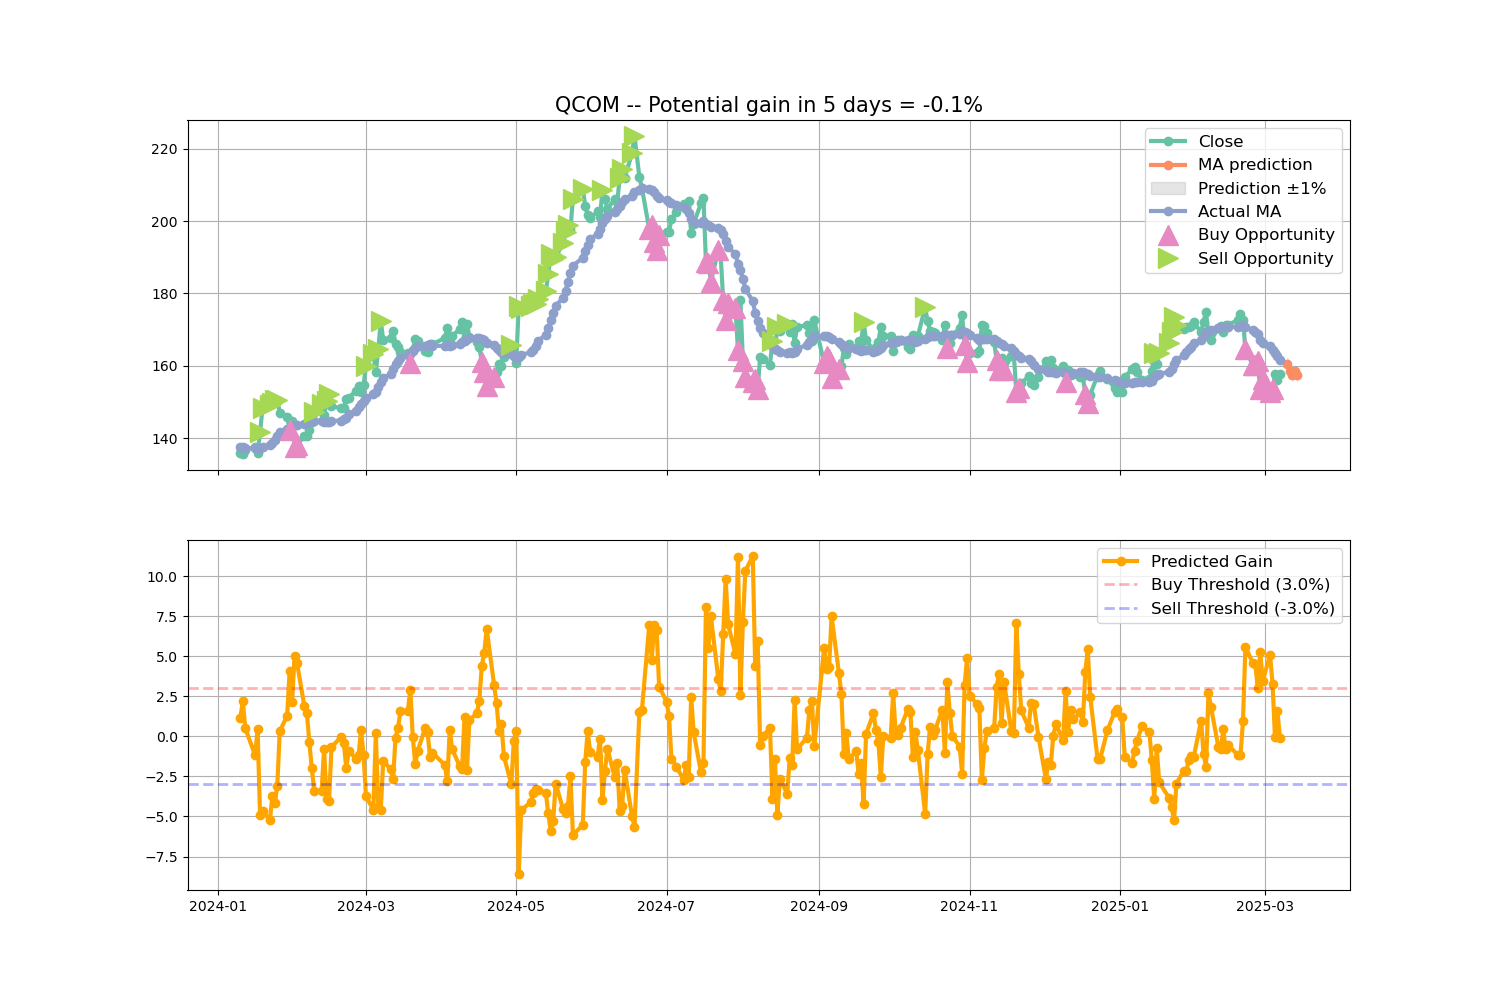 QCOM -- Potential gain in 5 days = -0.1%
220
200
180
160
140
Close
MA prediction
Prediction ±1%
Actual MA
Buy Opportunity
Sell Opportunity
10.0
7.5
5.0
2.5
0.0
−2.5
−5.0
−7.5
Predicted Gain
Buy Threshold (3.0%)
Sell Threshold (-3.0%)
2024-01
2024-03
2024-05
2024-07
2024-09
2024-11
2025-01
2025-03